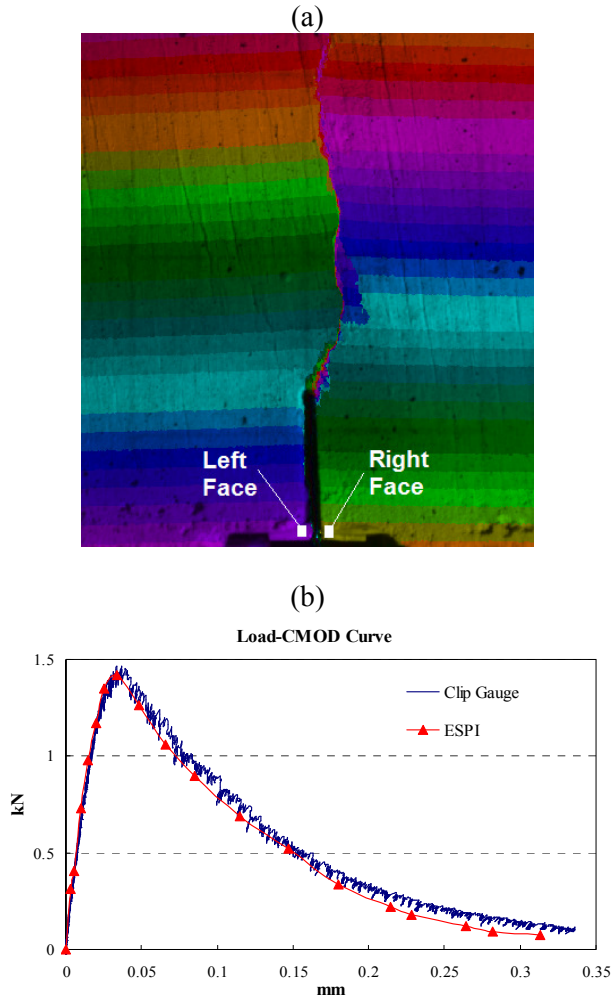 (a)
Left Right
Face Face
(b)
Load-CMOD Curve
1.5
Clip Gauge
ESPI
1
kN
0.5
0
0 0.05 0.1 0.15 0.2 0.25 0.3 0.35
mm